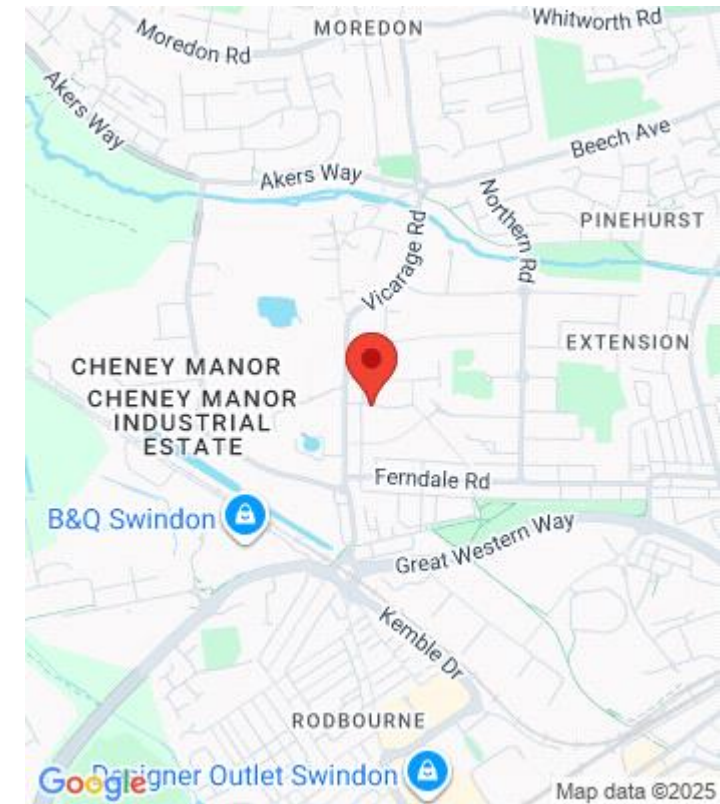 MOREDON
Whitworth Rd
Moredon Rd
Akers Way
Beech Ave
Akers Way
Northern Rd
PINEHURST
Vicarage Rd
EXTENSION
CHENEY MANOR
CHENEY MANOR
INDUSTRIAL
ESTATE
Ferndale Rd
B&Q Swindon
Great Western Way
Kemble Dr
RODBOURNE
Designer Outlet Swindon
Google
Map data ©2025